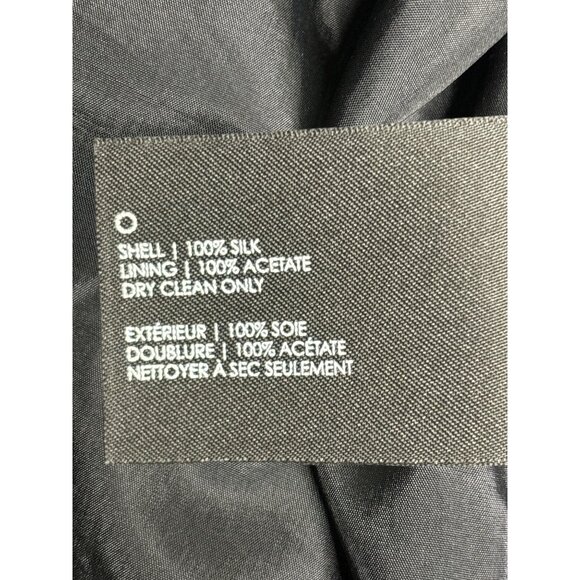 SHELL | 100% SILK
LINING | 100% ACETATE
DRY CLEAN ONLY
EXTÉRIEUR | 100% SOIE
DOUBLURE | 100% ACÉTATE
NETTOYER À SEC SEULEMENT